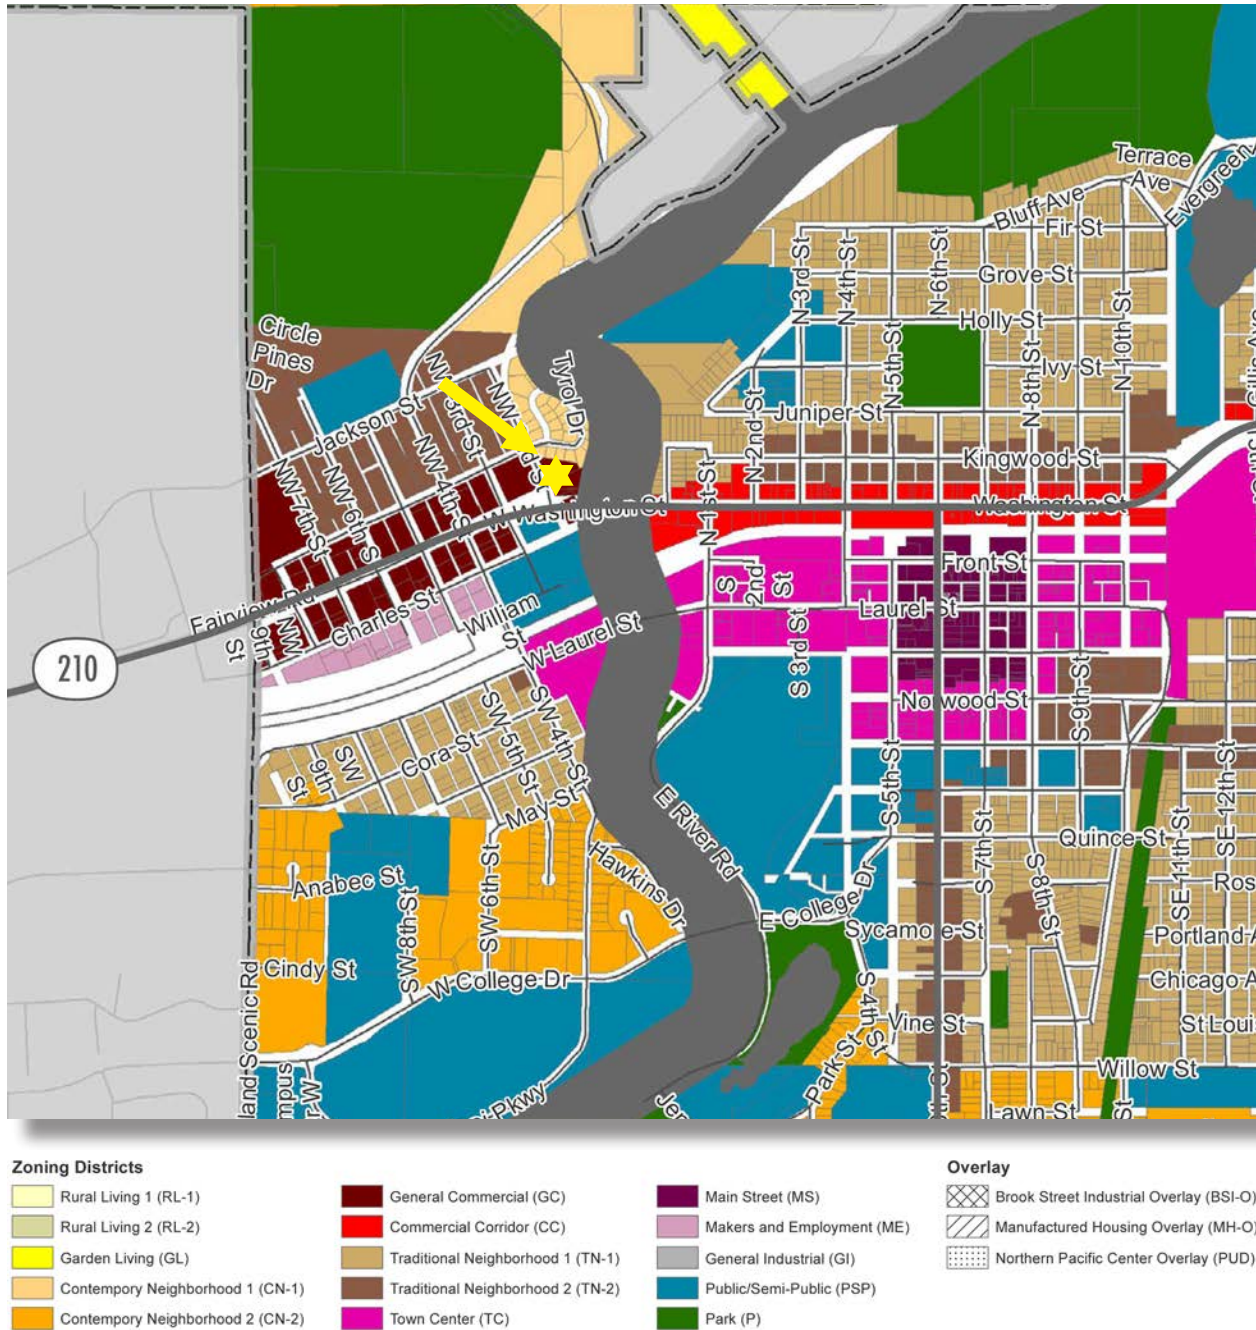 Terrace
Ave
Evergreen
Bluff Ave
Fir St
N 3rd St
N 4th St
N 6th St
Grove St
Holly St
Circle
Pines
Dr
Tyrol Dr
N 5th St
N 8th St
N 10th St
Ivy St
Jackson St
NW 4th St
N 2nd St
Juniper St
Kingwood St
NW 7th St
NW 6th S
N 1st St
W Washington St
Washington St
Front St
S
2nd
St
Fairview Rd
Charles St
William
St
Laurel St
W Laurel St
9th
St
NW
S 3rd St
210
Norwood St
S 9th St
SW 5th St
SW 4th St
Cora St
SW
9th
St
May St
E River Rd
S 5th St
S 7th St
Quince St
SE 11th St
SE 12th St
S 8th St
Hawkins Dr
Anabec St
SW 6th St
SW 8th St
E College Dr
Ros
Sycamore St
Portland A
Cindy St
W College Dr
Chicago A
S 4th St
Vine St
St Loui
land Scenic Rd
Park St
Willow St
mpus
r W
i Pkwy
Je
Lawn St
St
Zoning Districts
Rural Living 1 (RL-1)
Rural Living 2 (RL-2)
Garden Living (GL)
Contempory Neighborhood 1 (CN-1)
Contempory Neighborhood 2 (CN-2)
General Commercial (GC)
Commercial Corridor (CC)
Traditional Neighborhood 1 (TN-1)
Traditional Neighborhood 2 (TN-2)
Town Center (TC)
Main Street (MS)
Makers and Employment (ME)
General Industrial (GI)
Public/Semi-Public (PSP)
Park (P)
Overlay
Brook Street Industrial Overlay (BSI-O)
Manufactured Housing Overlay (MH-O)
Northern Pacific Center Overlay (PUD)